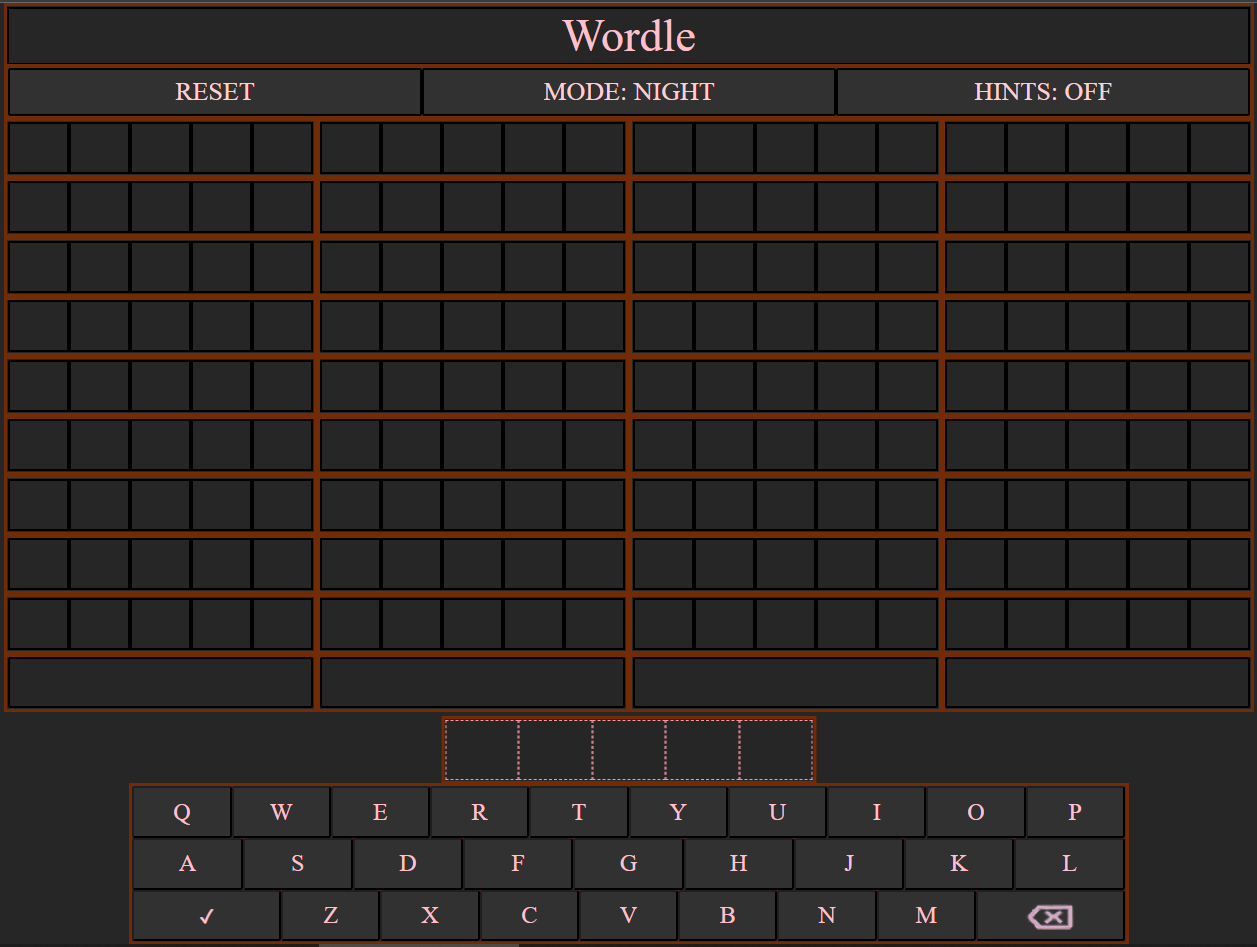 Wordle
RESET MODE: NIGHT HINTS: OFF
Q W E R T Y U I O P
A S D F G H J K L
✓ Z X C V B N M ⌫